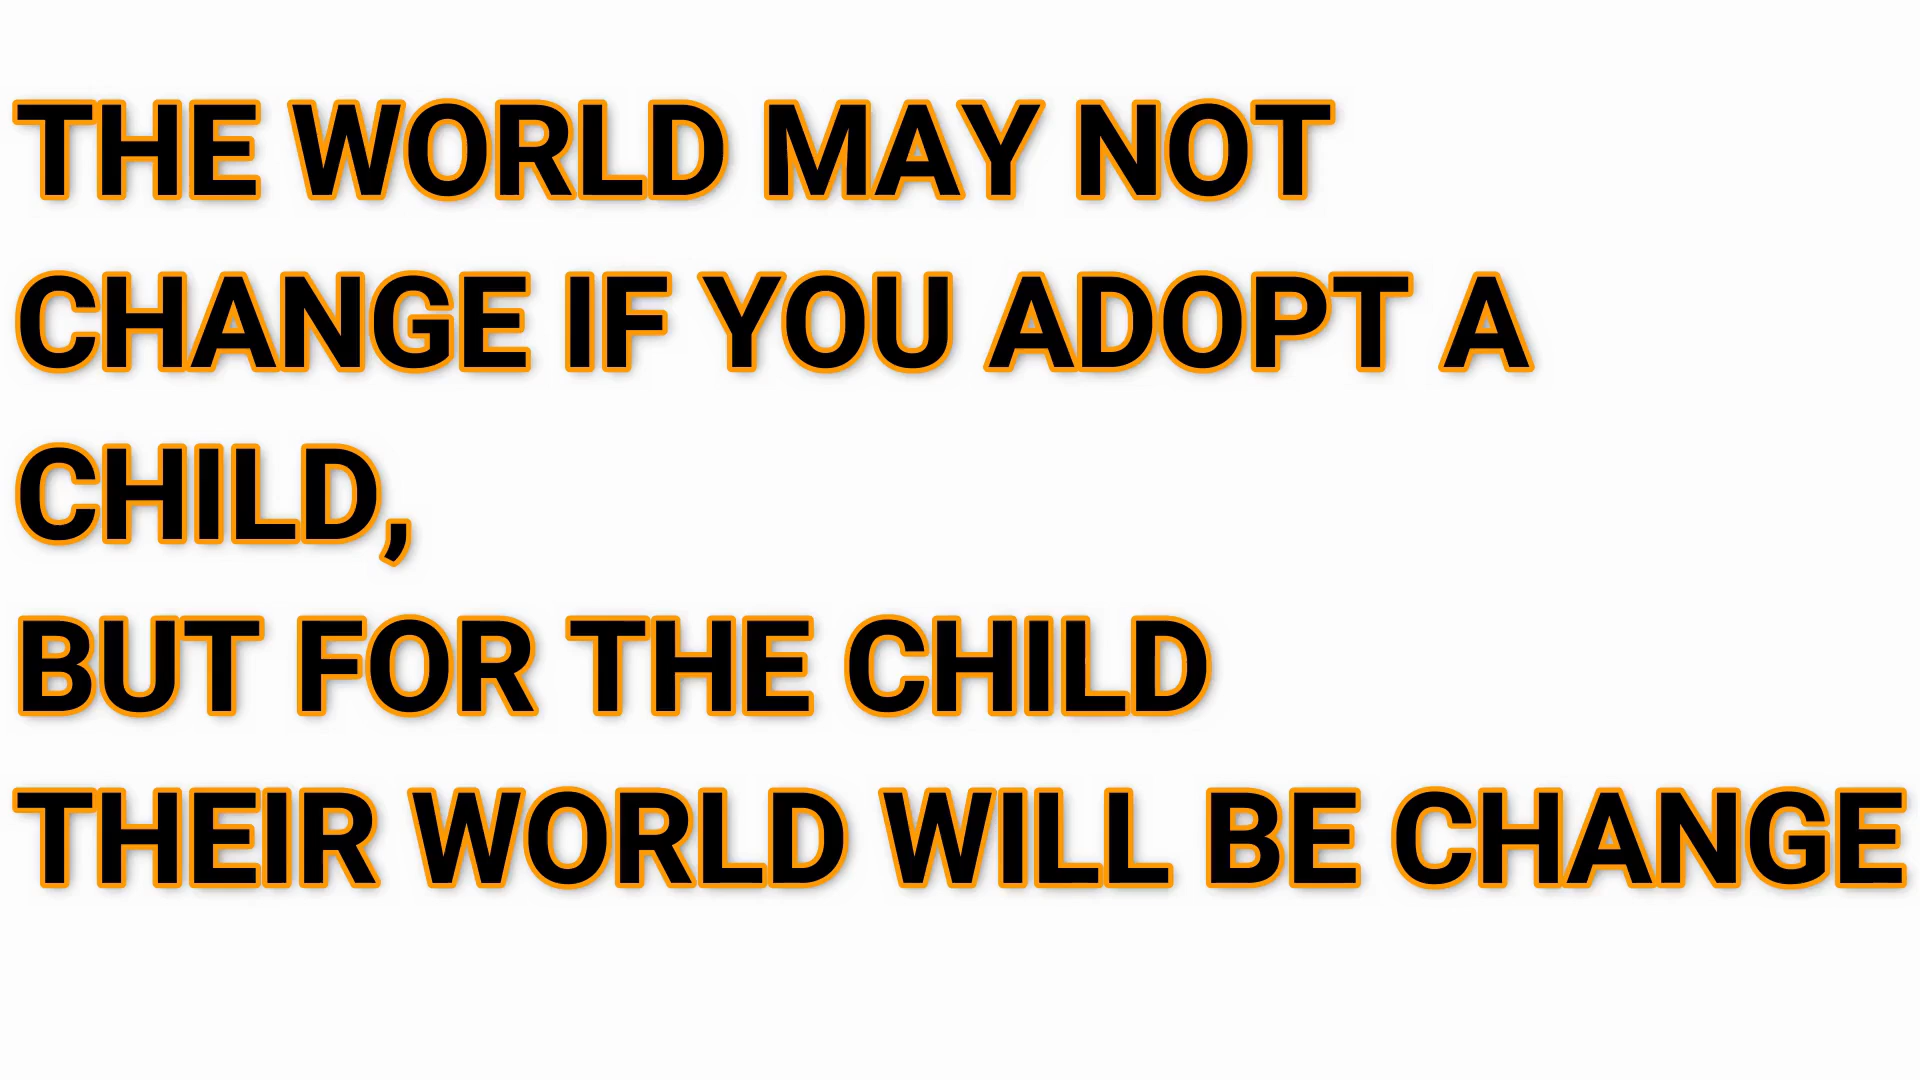 THE WORLD MAY NOT
CHANGE IF YOU ADOPT A
CHILD,
BUT FOR THE CHILD
THEIR WORLD WILL BE CHANGE